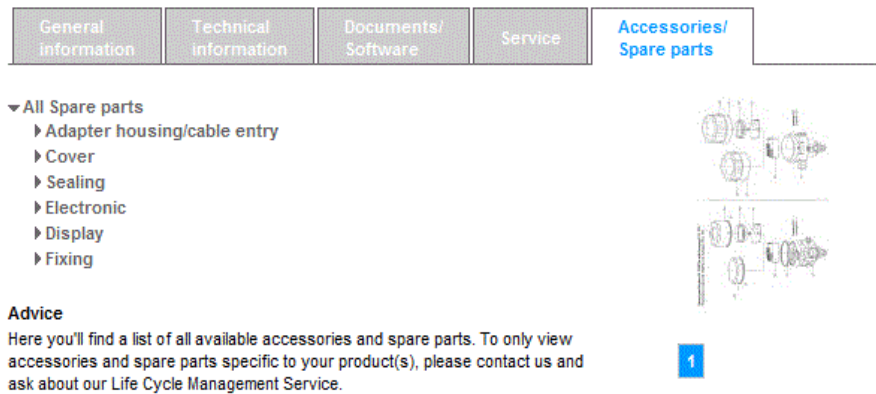 General information
Technical information
Documents/ Software
Service
Accessories/ Spare parts
All Spare parts
Adapter housing/cable entry
Cover
Sealing
Electronic
Display
Fixing
Advice
Here you'll find a list of all available accessories and spare parts. To only view
accessories and spare parts specific to your product(s), please contact us and
ask about our Life Cycle Management Service.
1